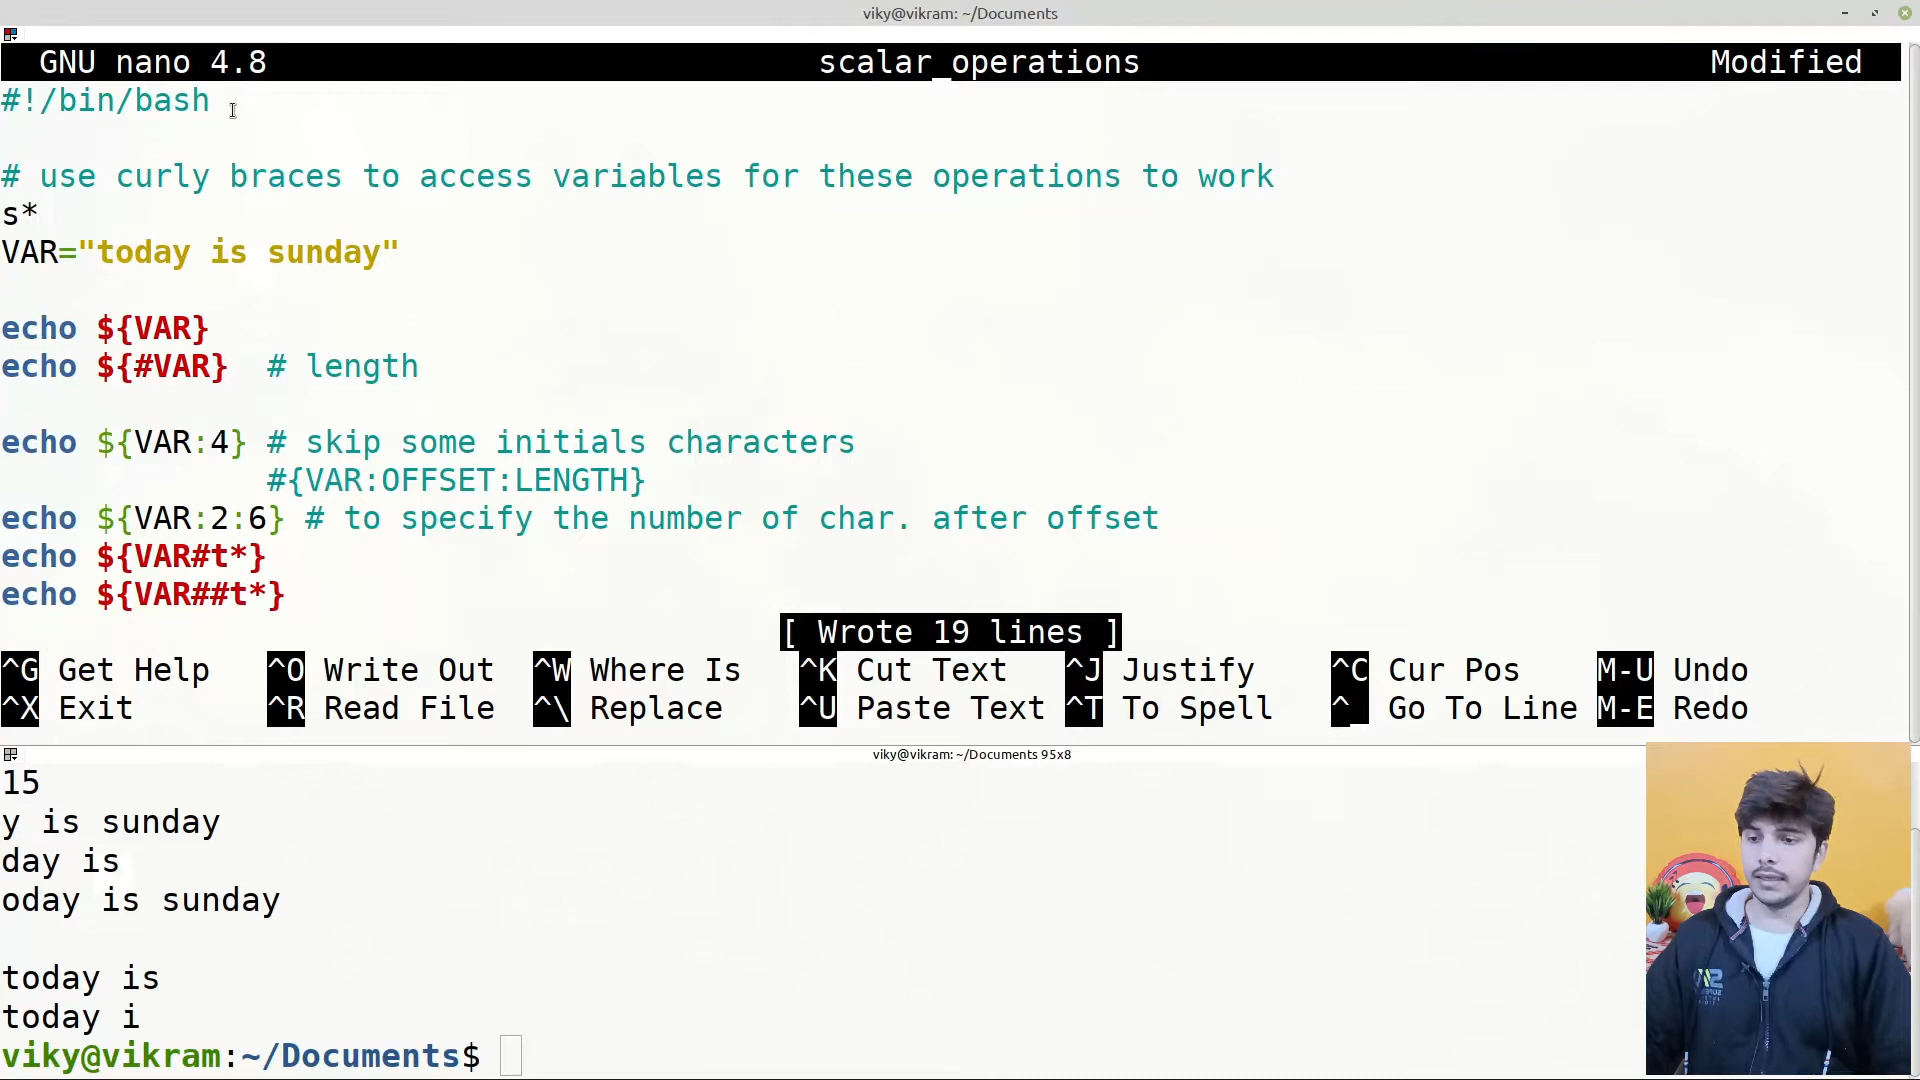 viky@vikram: ~/Documents
GNU nano 4.8 scalar_operations Modified
#!/bin/bash
# use curly braces to access variables for these operations to work
s*
VAR="today is sunday"
echo ${VAR}
echo ${#VAR} # length
echo ${VAR:4} # skip some initials characters
#{VAR:OFFSET:LENGTH}
echo ${VAR:2:6} # to specify the number of char. after offset
echo ${VAR#t*}
echo ${VAR##t*}
[ Wrote 19 lines ]
^G Get Help ^O Write Out ^W Where Is ^K Cut Text ^J Justify ^C Cur Pos M-U Undo
^X Exit ^R Read File ^\ Replace ^U Paste Text ^T To Spell ^_ Go To Line M-E Redo
viky@vikram: ~/Documents 95x8
15
y is sunday
day is
oday is sunday
today is
today i
viky@vikram:~/Documents$